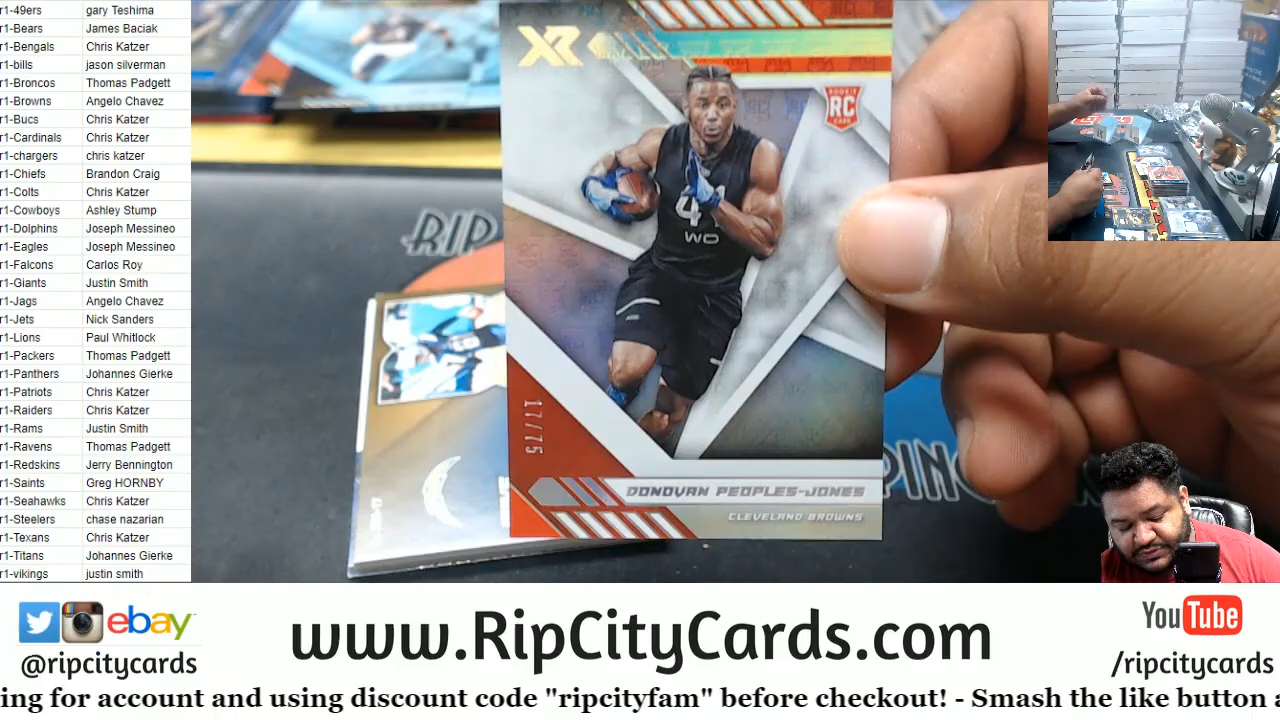 r1-49ers gary Teshima
r1-Bears James Baciak
r1-Bengals Chris Katzer
r1-bills jason silverman
r1-Broncos Thomas Padgett
r1-Browns Angelo Chavez
r1-Bucs Chris Katzer
r1-Cardinals Chris Katzer
r1-chargers chris katzer
r1-Chiefs Brandon Craig
r1-Colts Chris Katzer
r1-Cowboys Ashley Stump
r1-Dolphins Joseph Messineo
r1-Eagles Joseph Messineo
r1-Falcons Carlos Roy
r1-Giants Justin Smith
r1-Jags Angelo Chavez
r1-Jets Nick Sanders
r1-Lions Paul Whitlock
r1-Packers Thomas Padgett
r1-Panthers Johannes Gierke
r1-Patriots Chris Katzer
r1-Raiders Chris Katzer
r1-Rams Justin Smith
r1-Ravens Thomas Padgett
r1-Redskins Jerry Bennington
r1-Saints Greg HORNBY
r1-Seahawks Chris Katzer
r1-Steelers chase nazarian
r1-Texans Chris Katzer
r1-Titans Johannes Gierke
r1-vikings justin smith
XR
ROOKIE
RC
CARD
WO
17/75
DONOVAN PEOPLES-JONES
CLEVELAND BROWNS
RIP
PING
ebay
@ripcitycards
www.RipCityCards.com
YouTube
/ripcitycards
ing for account and using discount code "ripcityfam" before checkout! - Smash the like button a